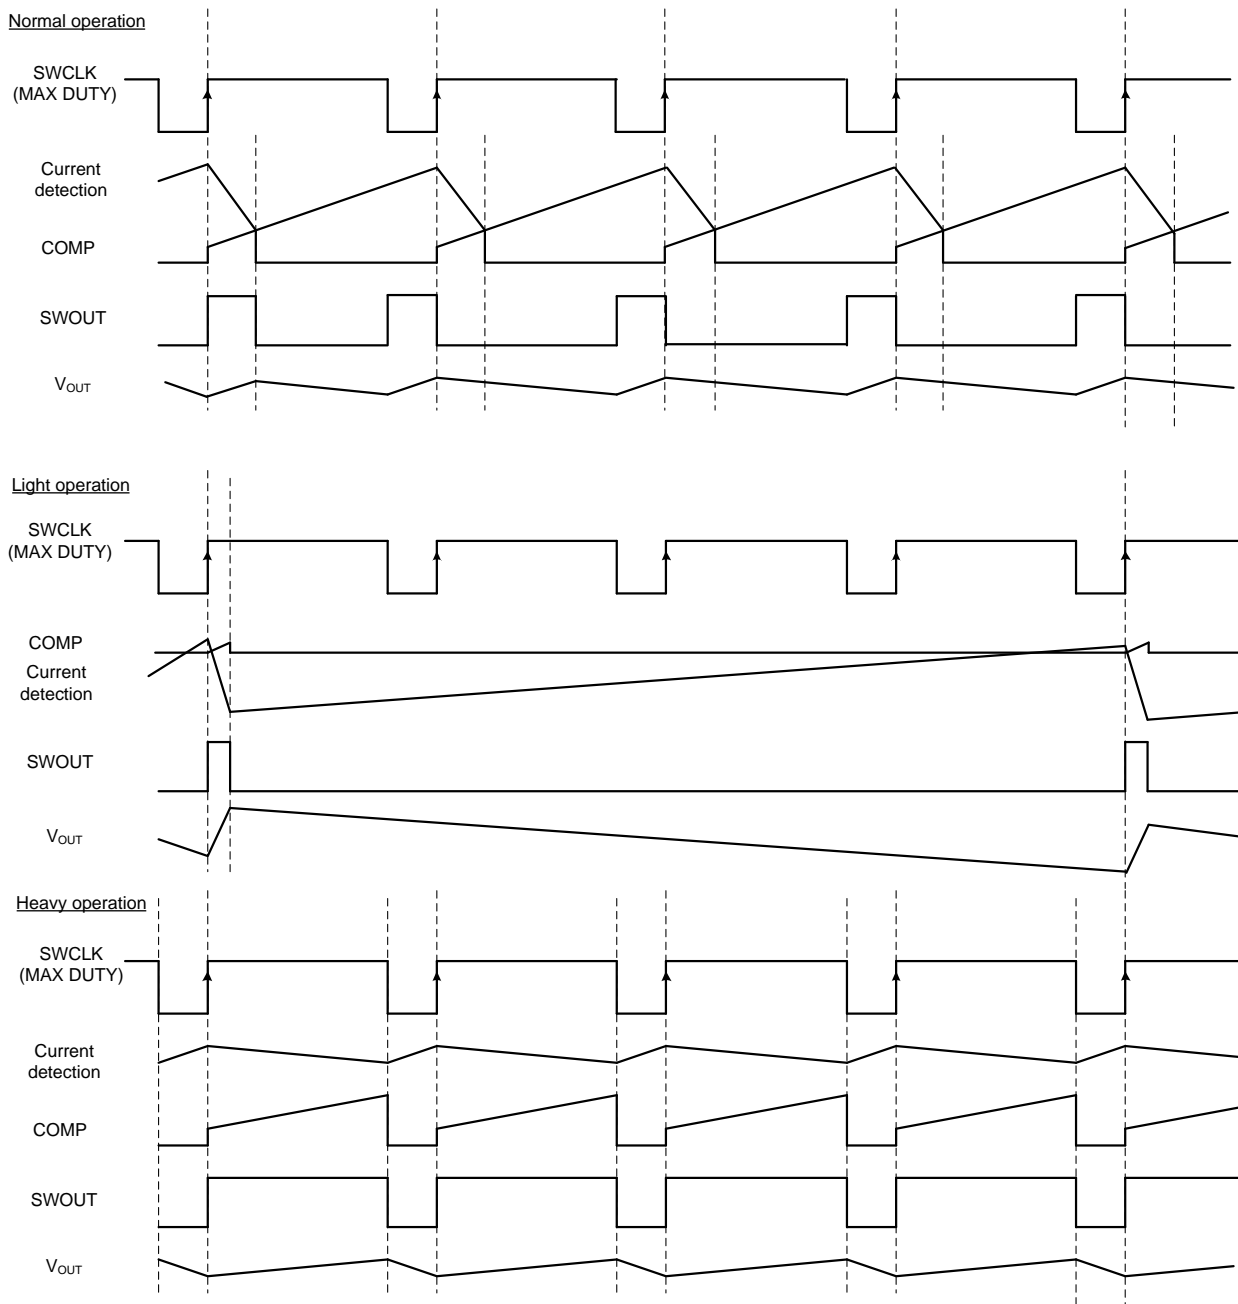 Normal operation
SWCLK
(MAX DUTY)
Current
detection
COMP
SWOUT
VOUT
Light operation
SWCLK
(MAX DUTY)
COMP
Current
detection
SWOUT
VOUT
Heavy operation
SWCLK
(MAX DUTY)
Current
detection
COMP
SWOUT
VOUT